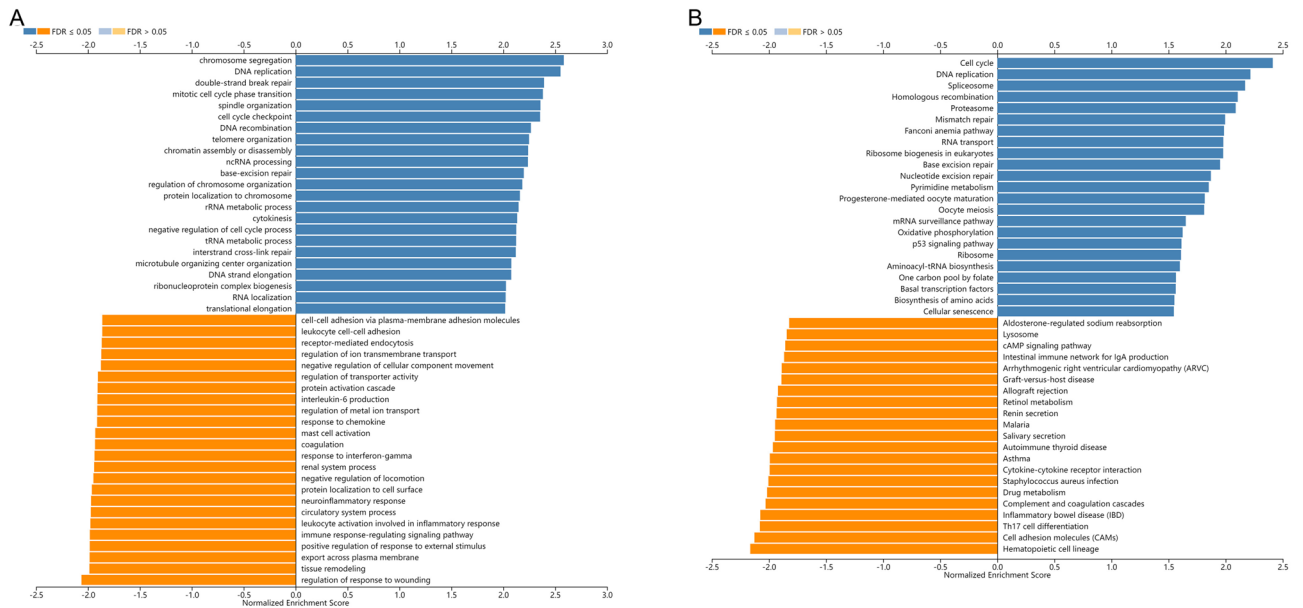 A
FDR ≤ 0.05 FDR > 0.05
-2.5 -2.0 -1.5 -1.0 -0.5 0.0 0.5 1.0 1.5 2.0 2.5 3.0
chromosome segregation
DNA replication
double-strand break repair
mitotic cell cycle phase transition
spindle organization
cell cycle checkpoint
DNA recombination
telomere organization
chromatin assembly or disassembly
ncRNA processing
base-excision repair
regulation of chromosome organization
protein localization to chromosome
rRNA metabolic process
cytokinesis
negative regulation of cell cycle process
tRNA metabolic process
interstrand cross-link repair
microtubule organizing center organization
DNA strand elongation
ribonucleoprotein complex biogenesis
RNA localization
translational elongation
cell-cell adhesion via plasma-membrane adhesion molecules
leukocyte cell-cell adhesion
receptor-mediated endocytosis
regulation of ion transmembrane transport
negative regulation of cellular component movement
regulation of transporter activity
protein activation cascade
interleukin-6 production
regulation of metal ion transport
response to chemokine
mast cell activation
coagulation
response to interferon-gamma
renal system process
negative regulation of locomotion
protein localization to cell surface
neuroinflammatory response
circulatory system process
leukocyte activation involved in inflammatory response
immune response-regulating signaling pathway
positive regulation of response to external stimulus
export across plasma membrane
tissue remodeling
regulation of response to wounding
-2.5 -2.0 -1.5 -1.0 -0.5 0.0 0.5 1.0 1.5 2.0 2.5 3.0
Normalized Enrichment Score
B
FDR ≤ 0.05 FDR > 0.05
-2.5 -2.0 -1.5 -1.0 -0.5 0.0 0.5 1.0 1.5 2.0 2.5
Cell cycle
DNA replication
Spliceosome
Homologous recombination
Proteasome
Mismatch repair
Fanconi anemia pathway
RNA transport
Ribosome biogenesis in eukaryotes
Base excision repair
Nucleotide excision repair
Pyrimidine metabolism
Progesterone-mediated oocyte maturation
Oocyte meiosis
mRNA surveillance pathway
Oxidative phosphorylation
p53 signaling pathway
Ribosome
Aminoacyl-tRNA biosynthesis
One carbon pool by folate
Basal transcription factors
Biosynthesis of amino acids
Cellular senescence
Aldosterone-regulated sodium reabsorption
Lysosome
cAMP signaling pathway
Intestinal immune network for IgA production
Arrhythmogenic right ventricular cardiomyopathy (ARVC)
Graft-versus-host disease
Allograft rejection
Retinol metabolism
Renin secretion
Malaria
Salivary secretion
Autoimmune thyroid disease
Asthma
Cytokine-cytokine receptor interaction
Staphylococcus aureus infection
Drug metabolism
Complement and coagulation cascades
Inflammatory bowel disease (IBD)
Th17 cell differentiation
Cell adhesion molecules (CAMs)
Hematopoietic cell lineage
-2.5 -2.0 -1.5 -1.0 -0.5 0.0 0.5 1.0 1.5 2.0 2.5
Normalized Enrichment Score